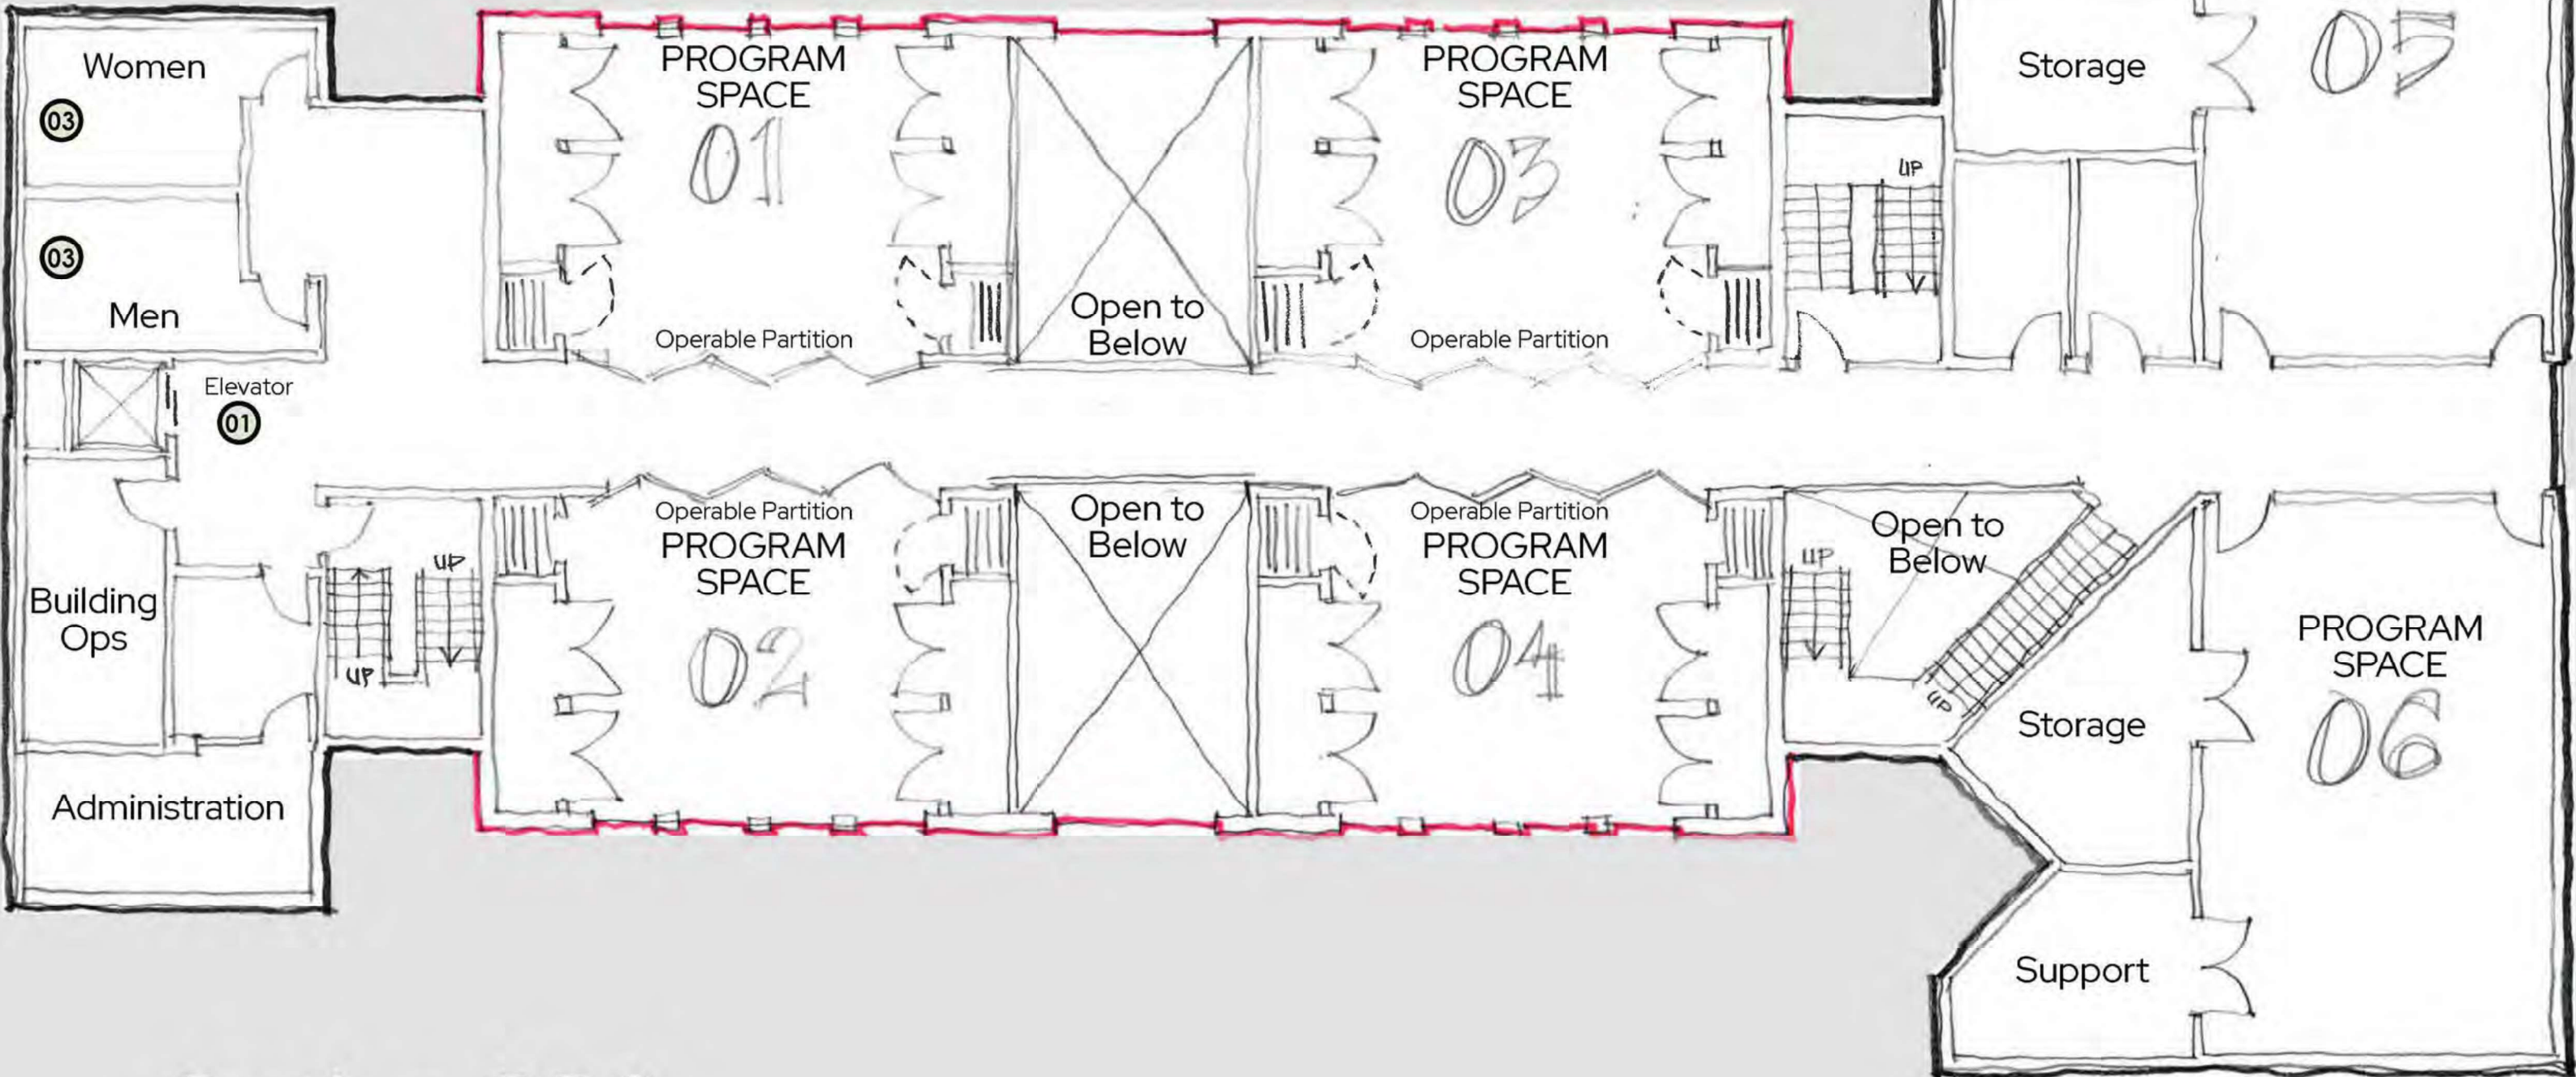 Women
03
03
Men
Elevator
01
Building
Ops
Administration
UP
UP
PROGRAM
SPACE
01
Operable Partition
Open to
Below
PROGRAM
SPACE
03
Operable Partition
UP
Storage
05
Operable Partition
PROGRAM
SPACE
02
Open to
Below
Operable Partition
PROGRAM
SPACE
04
UP
Open to
Below
UP
Storage
Support
PROGRAM
SPACE
06